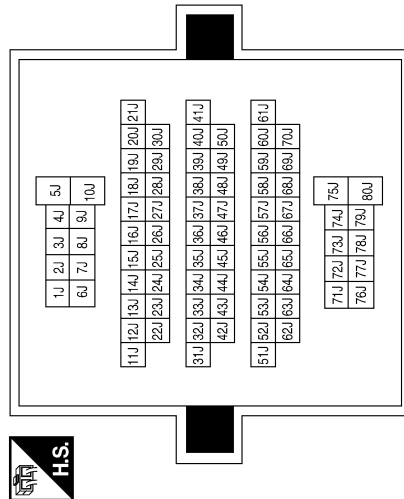 1J 2J 3J 4J 5J
6J 7J 8J 9J 10J
11J 12J 13J 14J 15J 16J 17J 18J 19J 20J 21J
22J 23J 24J 25J 26J 27J 28J 29J 30J
31J 32J 33J 34J 35J 36J 37J 38J 39J 40J 41J
42J 43J 44J 45J 46J 47J 48J 49J 50J
51J 52J 53J 54J 55J 56J 57J 58J 59J 60J 61J
62J 63J 64J 65J 66J 67J 68J 69J 70J
71J 72J 73J 74J 75J
76J 77J 78J 79J 80J
H.S.